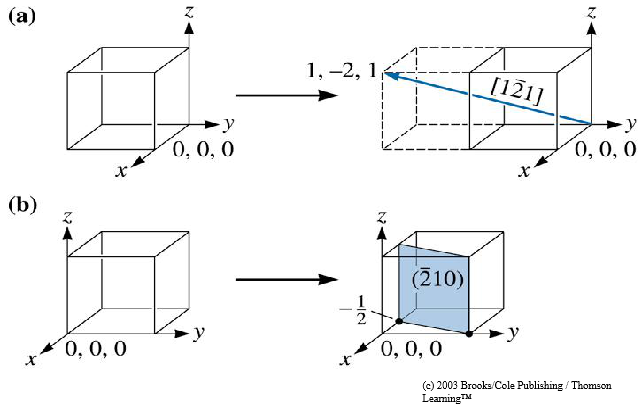 (a)
z
y
x
0, 0, 0
z
1, –2, 1
[12̄1]
y
x
0, 0, 0
(b)
z
y
x
0, 0, 0
z
(2̄10)
–1/2
y
x
0, 0, 0
(c) 2003 Brooks/Cole Publishing / Thomson
Learning™